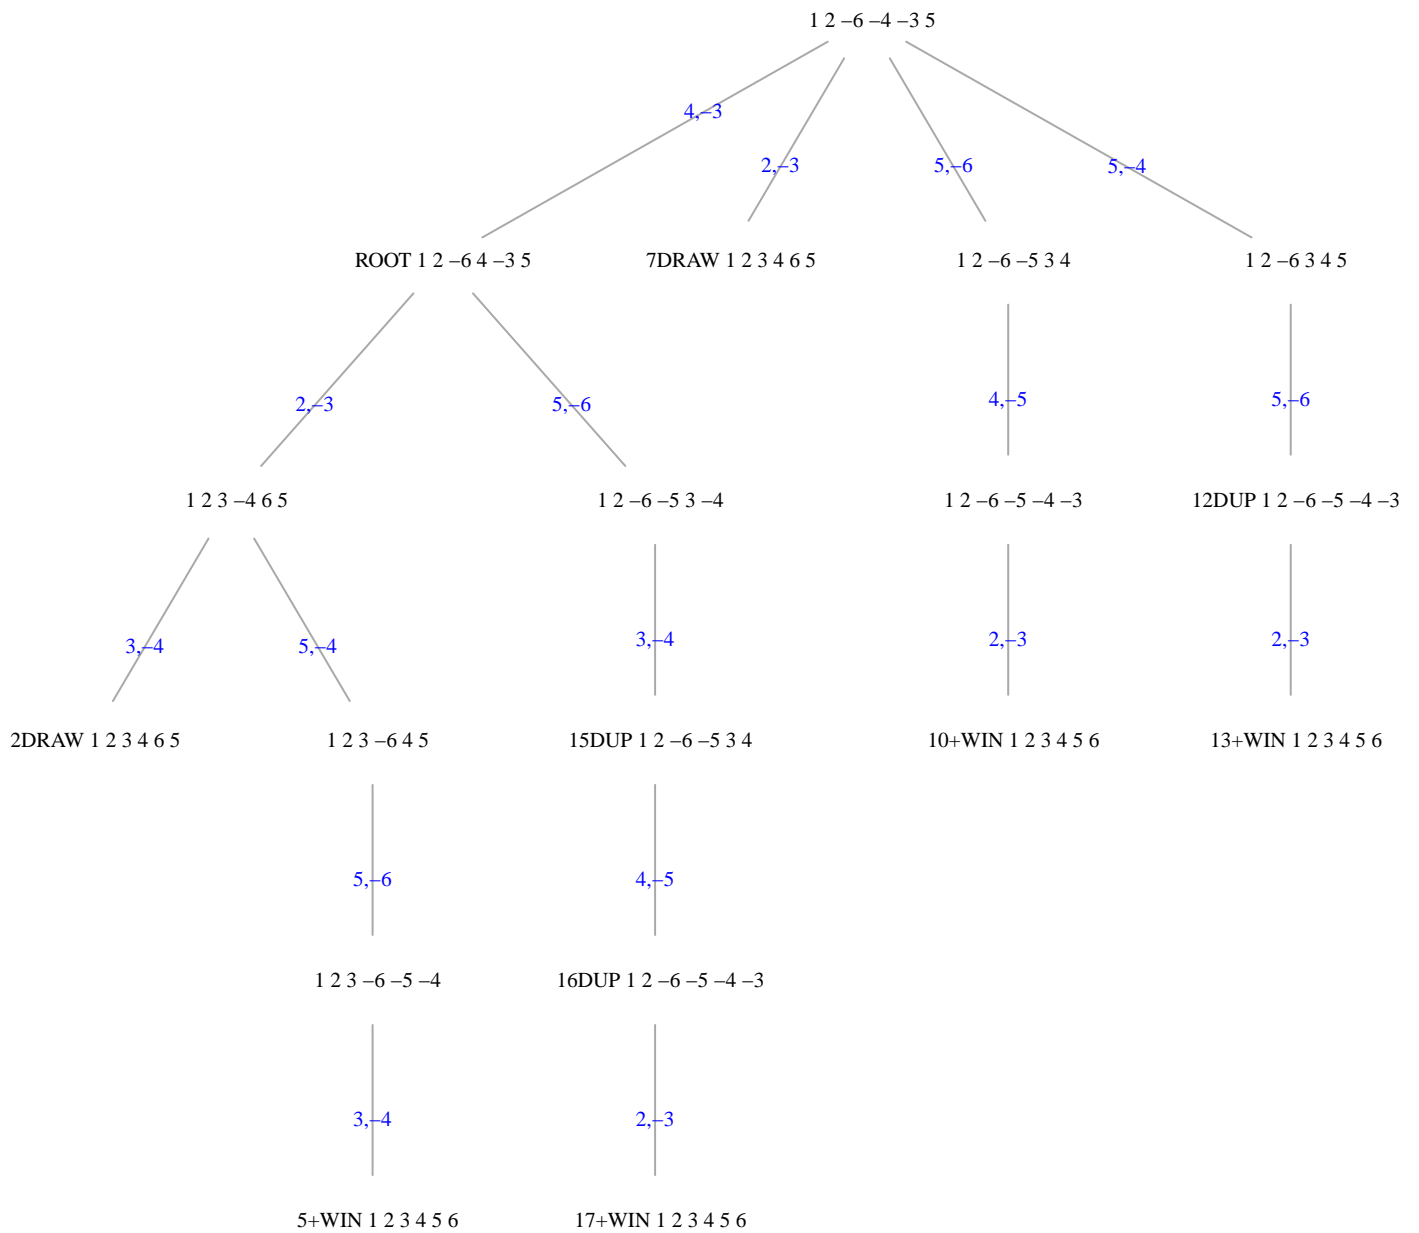 1 2 –6 –4 –3 5
4,–3
2,–3
5,–6
5,–4
ROOT 1 2 –6 4 –3 5
7DRAW 1 2 3 4 6 5
1 2 –6 –5 3 4
1 2 –6 3 4 5
2,–3
5,–6
4,–5
5,–6
1 2 3 –4 6 5
1 2 –6 –5 3 –4
1 2 –6 –5 –4 –3
12DUP 1 2 –6 –5 –4 –3
3,–4
5,–4
3,–4
2,–3
2,–3
2DRAW 1 2 3 4 6 5
1 2 3 –6 4 5
15DUP 1 2 –6 –5 3 4
10+WIN 1 2 3 4 5 6
13+WIN 1 2 3 4 5 6
5,–6
4,–5
1 2 3 –6 –5 –4
16DUP 1 2 –6 –5 –4 –3
3,–4
2,–3
5+WIN 1 2 3 4 5 6
17+WIN 1 2 3 4 5 6